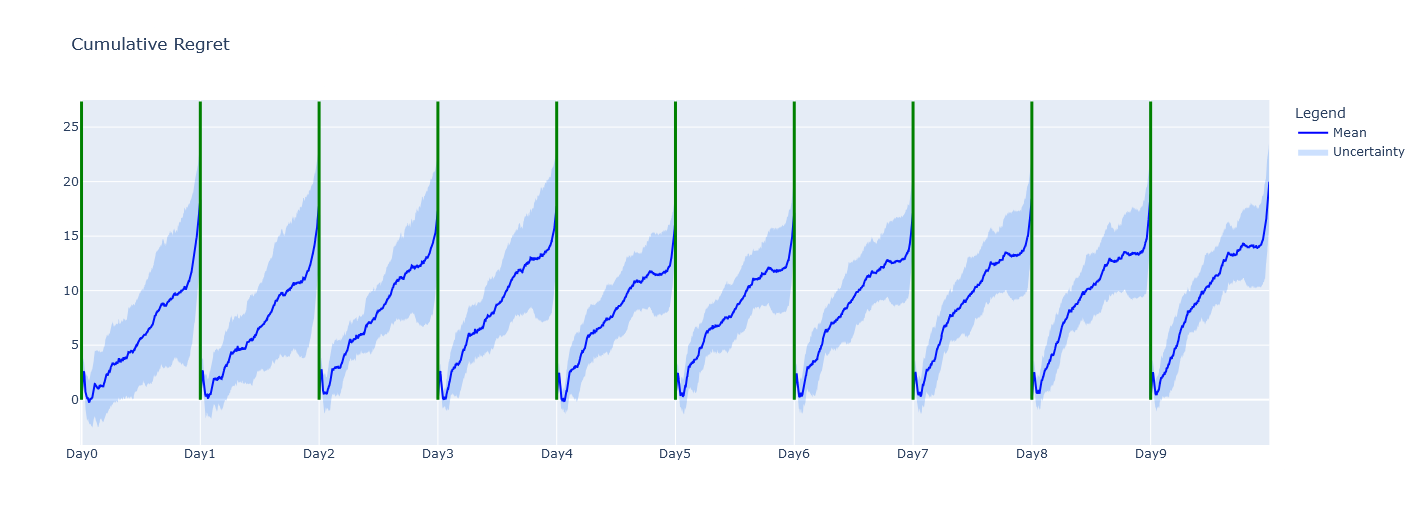 Cumulative Regret
Legend
Mean
Uncertainty
25
20
15
10
5
0
Day0 Day1 Day2 Day3 Day4 Day5 Day6 Day7 Day8 Day9